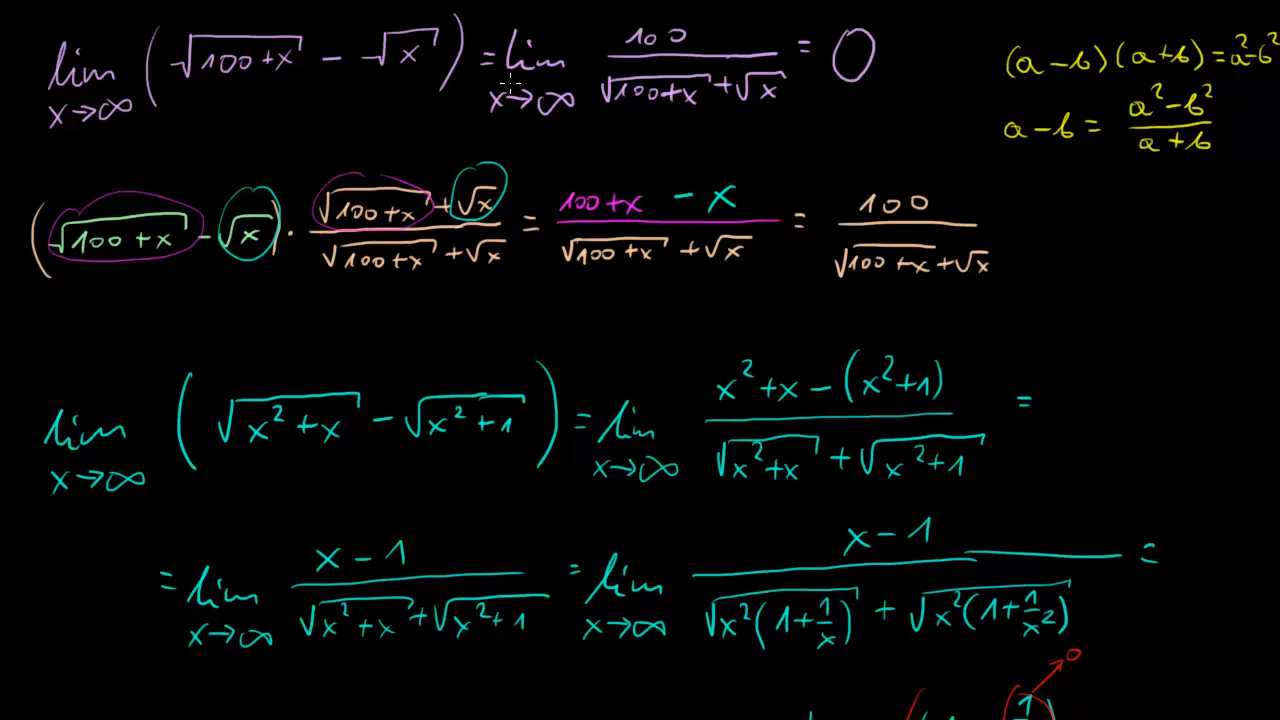 lim x→∞ (√(100+x) − √x) = lim x→∞ 100/(√(100+x) + √x) = 0
(a−b)(a+b) = a²−b²
a−b = (a²−b²)/(a+b)
(√(100+x) − √x) · (√(100+x) + √x)/(√(100+x) + √x) = (100+x − x)/(√(100+x) + √x) = 100/(√(100+x) + √x)
lim x→∞ (√(x²+x) − √(x²+1)) = lim x→∞ (x²+x−(x²+1))/(√(x²+x) + √(x²+1)) =
= lim x→∞ (x−1)/(√(x²+x) + √(x²+1)) = lim x→∞ (x−1)/(√(x²(1+1/x)) + √(x²(1+1/x²))) =
0
1